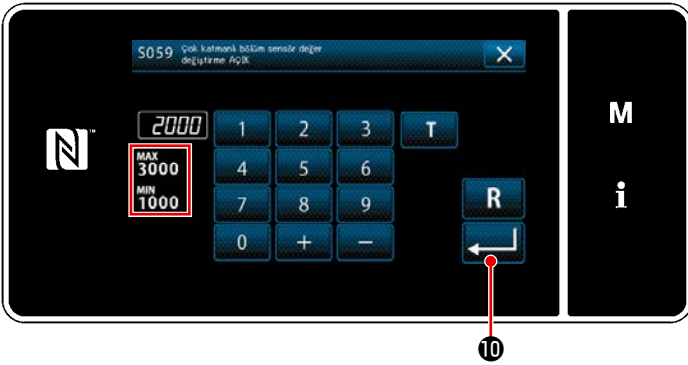 S059 Çok katmanlı bölüm sensör değer
değiştirme AÇIK
2000
1 2 3 T
MAX
3000
4 5 6
MIN
1000
7 8 9 R
0 + −
M
i
N
❿